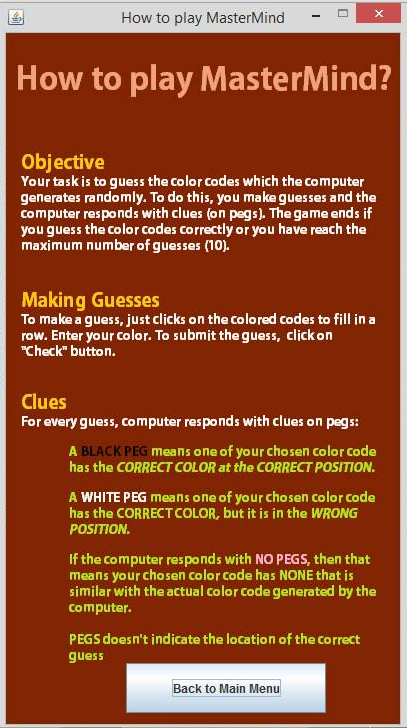 How to play MasterMind
How to play MasterMind?
Objective
Your task is to guess the color codes which the computer
generates randomly. To do this, you make guesses and the
computer responds with clues (on pegs). The game ends if
you guess the color codes correctly or you have reach the
maximum number of guesses (10).
Making Guesses
To make a guess, just clicks on the colored codes to fill in a
row. Enter your color. To submit the guess, click on
"Check" button.
Clues
For every guess, computer responds with clues on pegs:
A BLACK PEG means one of your chosen color code
has the CORRECT COLOR at the CORRECT POSITION.
A WHITE PEG means one of your chosen color code
has the CORRECT COLOR, but it is in the WRONG
POSITION.
If the computer responds with NO PEGS, then that
means your chosen color code has NONE that is
similar with the actual color code generated by the
computer.
PEGS doesn't indicate the location of the correct
guess
Back to Main Menu